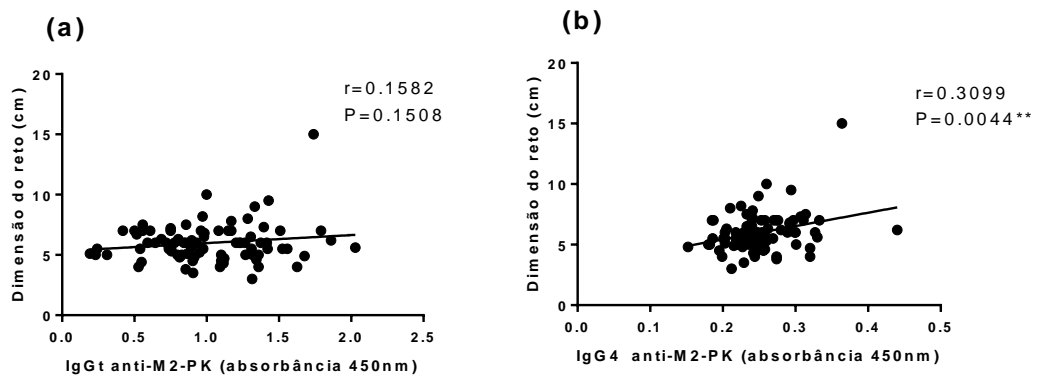 (a)
r=0.1582
P=0.1508
20
15
10
5
0
0.0 0.5 1.0 1.5 2.0 2.5
Dimensão do reto (cm)
IgGt anti-M2-PK (absorbância 450nm)
(b)
r=0.3099
P=0.0044**
20
15
10
5
0
0.0 0.1 0.2 0.3 0.4 0.5
Dimensão do reto (cm)
IgG4 anti-M2-PK (absorbância 450nm)